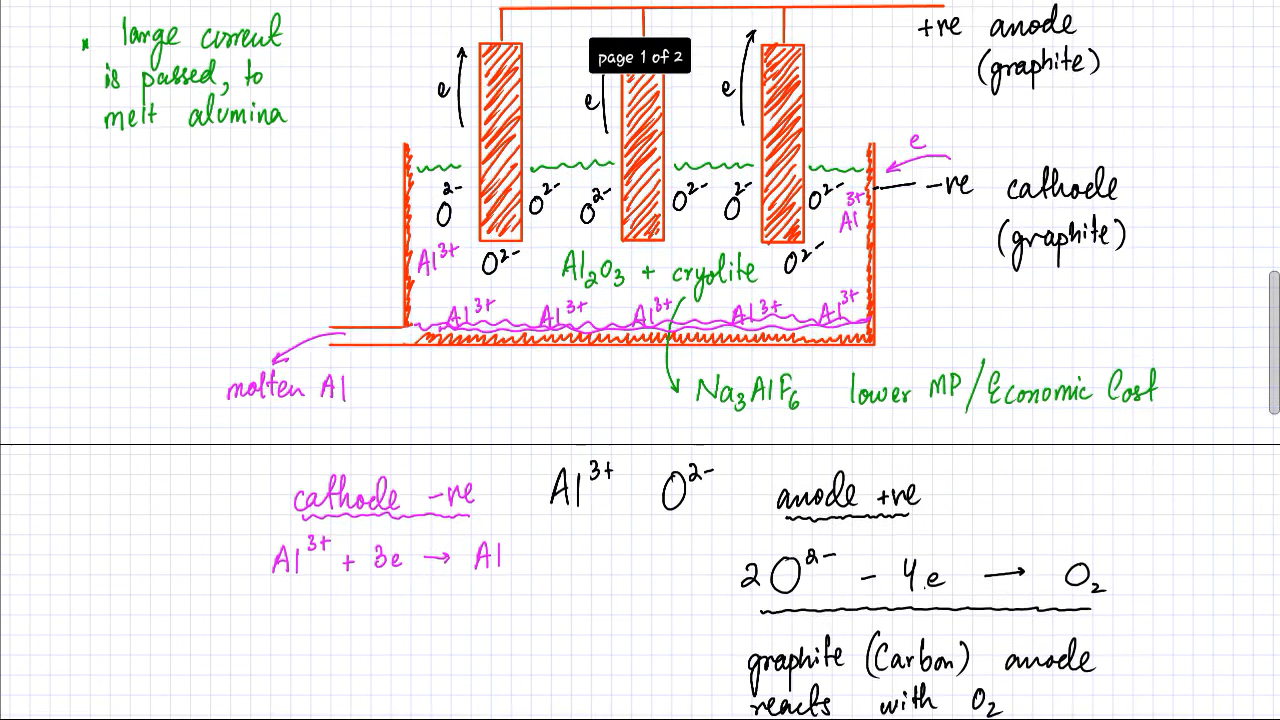 * large current
is passed, to
melt alumina
+ve anode
(graphite)
page 1 of 2
e
e
e
e
-ve cathode
(graphite)
O²⁻
O²⁻
O²⁻
O²⁻
O²⁻
O²⁻
Al³⁺
Al³⁺
O²⁻
O²⁻
Al₂O₃ + cryolite
Al³⁺ Al³⁺ Al³⁺ Al³⁺ Al³⁺
molten Al
Na₃AlF₆ lower MP/Economic Cost
Al³⁺ O²⁻
cathode -ve
Al³⁺ + 3e → Al
anode +ve
2O²⁻ - 4e → O₂
graphite (Carbon) anode
reacts with O₂